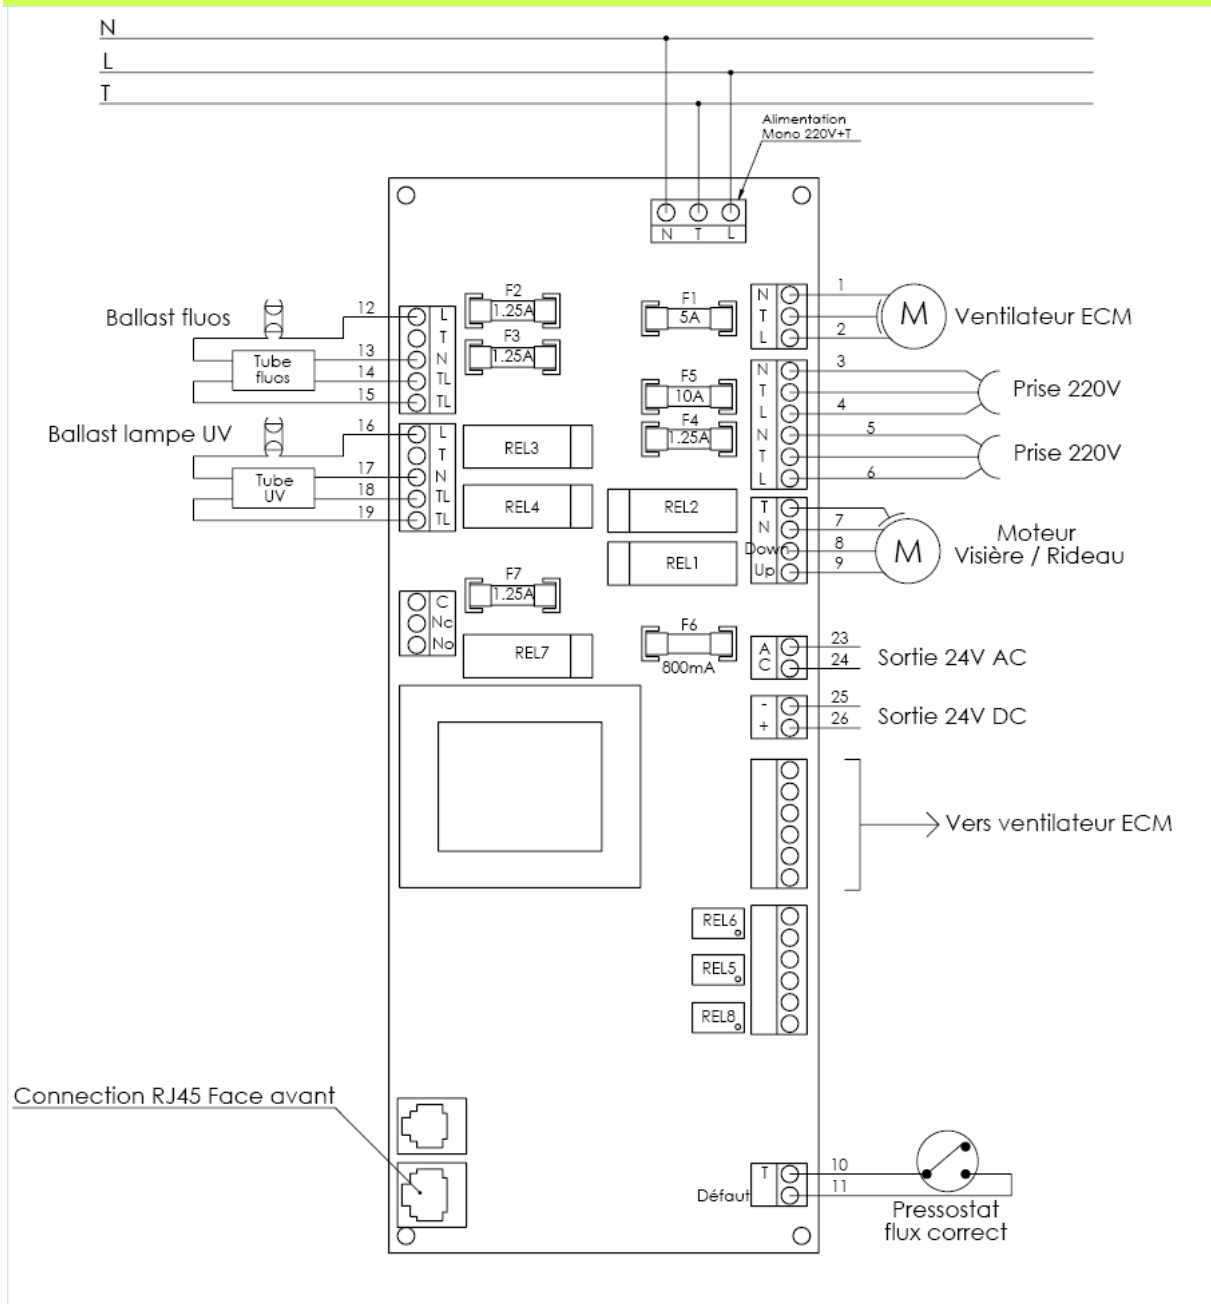 N
L
T
Alimentation
Mono 220V+T
N T L
F2
1.25A
F3
1.25A
F1
5A
F5
10A
F4
1.25A
Ballast fluos
Tube
fluos
12
13
14
15
L
T
N
TL
TL
Ballast lampe UV
Tube
UV
16
17
18
19
L
T
N
TL
TL
REL3
REL4
REL2
REL1
N
T
L
1
2
M
Ventilateur ECM
N
T
L
N
T
L
3
4
5
6
Prise 220V
Prise 220V
T
N
Down
Up
7
8
9
M
Moteur
Visière / Rideau
C
Nc
No
F7
1.25A
REL7
F6
800mA
A
C
23
24
Sortie 24V AC
-
+
25
26
Sortie 24V DC
Vers ventilateur ECM
REL6
REL5
REL8
Connection RJ45 Face avant
T
Défaut
10
11
Pressostat
flux correct